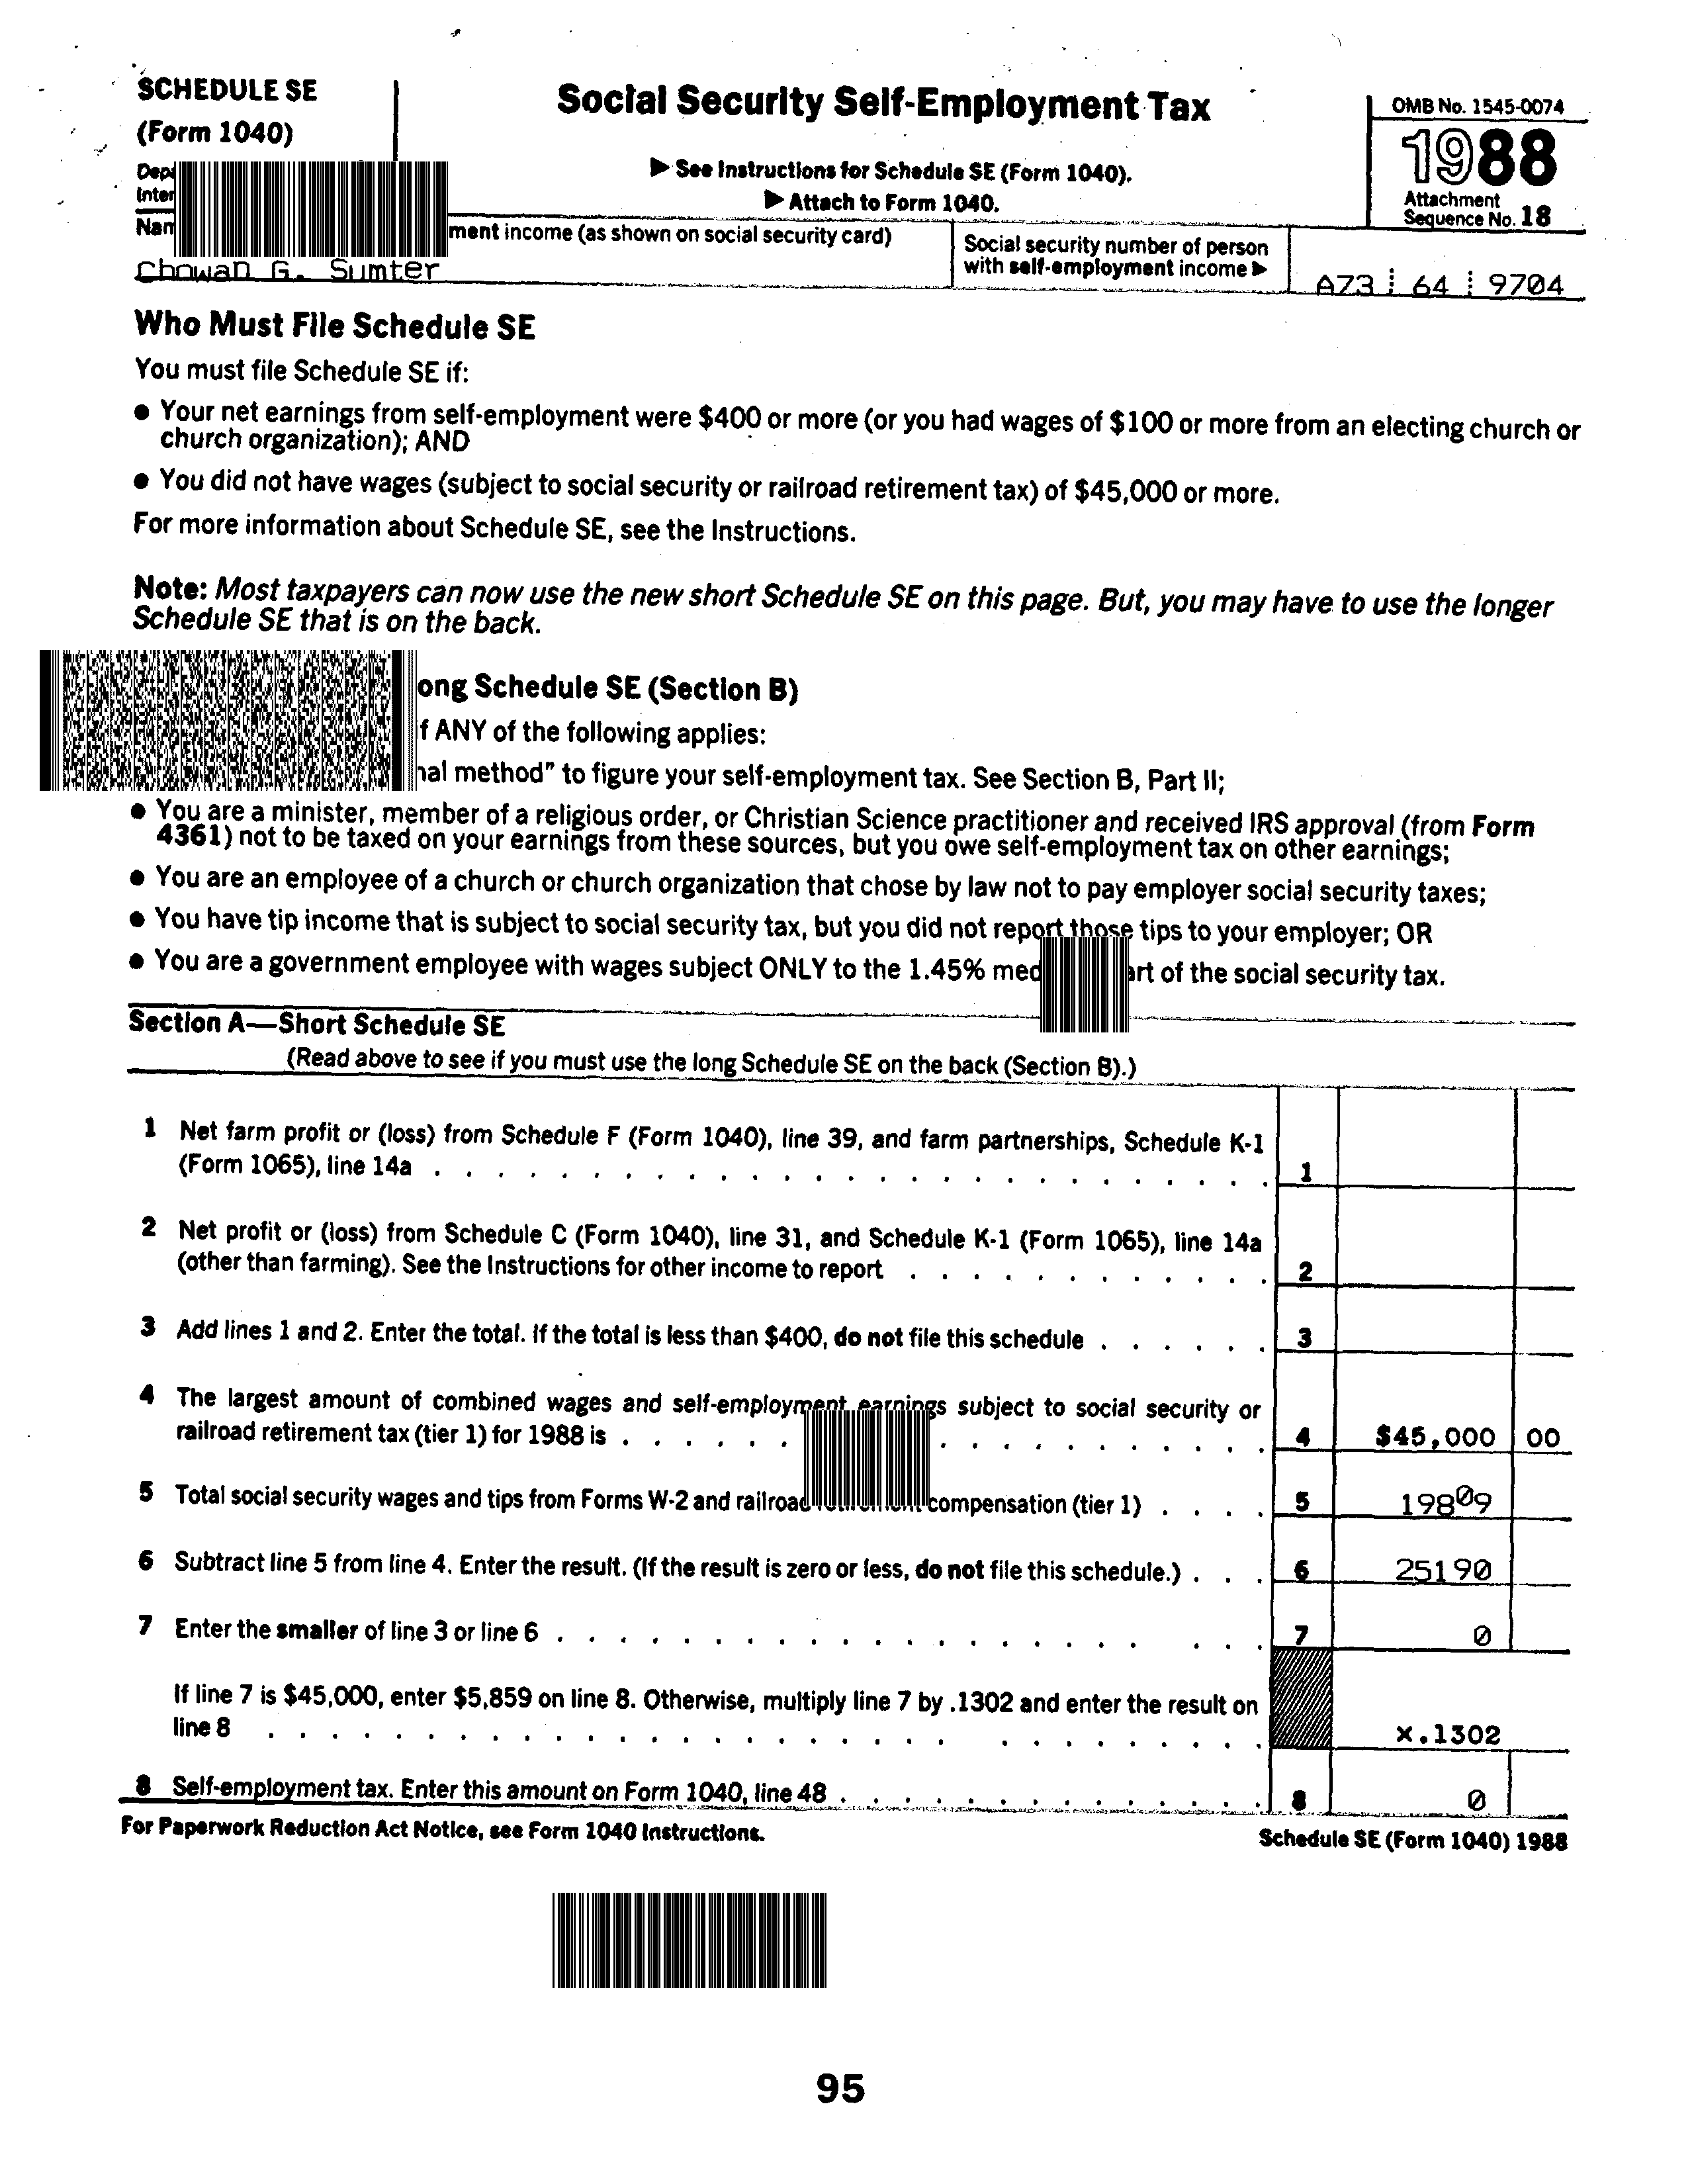 SCHEDULE SE
(Form 1040)
Social Security Self-Employment Tax
▶ See Instructions for Schedule SE (Form 1040).
▶ Attach to Form 1040.
OMB No. 1545-0074
1988
Attachment
Sequence No. 18
ment income (as shown on social security card)
Chowan G. Sumter
Social security number of person
with self-employment income ▶
A73 64 9704
Who Must File Schedule SE
You must file Schedule SE if:
● Your net earnings from self-employment were $400 or more (or you had wages of $100 or more from an electing church or
church organization); AND
● You did not have wages (subject to social security or railroad retirement tax) of $45,000 or more.
For more information about Schedule SE, see the Instructions.
Note: Most taxpayers can now use the new short Schedule SE on this page. But, you may have to use the longer
Schedule SE that is on the back.
ong Schedule SE (Section B)
f ANY of the following applies:
nal method" to figure your self-employment tax. See Section B, Part II;
● You are a minister, member of a religious order, or Christian Science practitioner and received IRS approval (from Form
4361) not to be taxed on your earnings from these sources, but you owe self-employment tax on other earnings;
● You are an employee of a church or church organization that chose by law not to pay employer social security taxes;
● You have tip income that is subject to social security tax, but you did not report those tips to your employer; OR
● You are a government employee with wages subject ONLY to the 1.45% med art of the social security tax.
Section A—Short Schedule SE
(Read above to see if you must use the long Schedule SE on the back (Section B).)
1 Net farm profit or (loss) from Schedule F (Form 1040), line 39, and farm partnerships, Schedule K-1
(Form 1065), line 14a . . . 1
2 Net profit or (loss) from Schedule C (Form 1040), line 31, and Schedule K-1 (Form 1065), line 14a
(other than farming). See the Instructions for other income to report . . . 2
3 Add lines 1 and 2. Enter the total. If the total is less than $400, do not file this schedule . . . 3
4 The largest amount of combined wages and self-employment earnings subject to social security or
railroad retirement tax (tier 1) for 1988 is . . . 4 $45,000 00
5 Total social security wages and tips from Forms W-2 and railroad compensation (tier 1) . . . 5 19809
6 Subtract line 5 from line 4. Enter the result. (If the result is zero or less, do not file this schedule.) . . . 6 25190
7 Enter the smaller of line 3 or line 6 . . . 7 0
If line 7 is $45,000, enter $5,859 on line 8. Otherwise, multiply line 7 by .1302 and enter the result on
line 8 . . . x.1302
8 Self-employment tax. Enter this amount on Form 1040, line 48 . . . 8 0
For Paperwork Reduction Act Notice, see Form 1040 Instructions.
Schedule SE (Form 1040) 1988
95